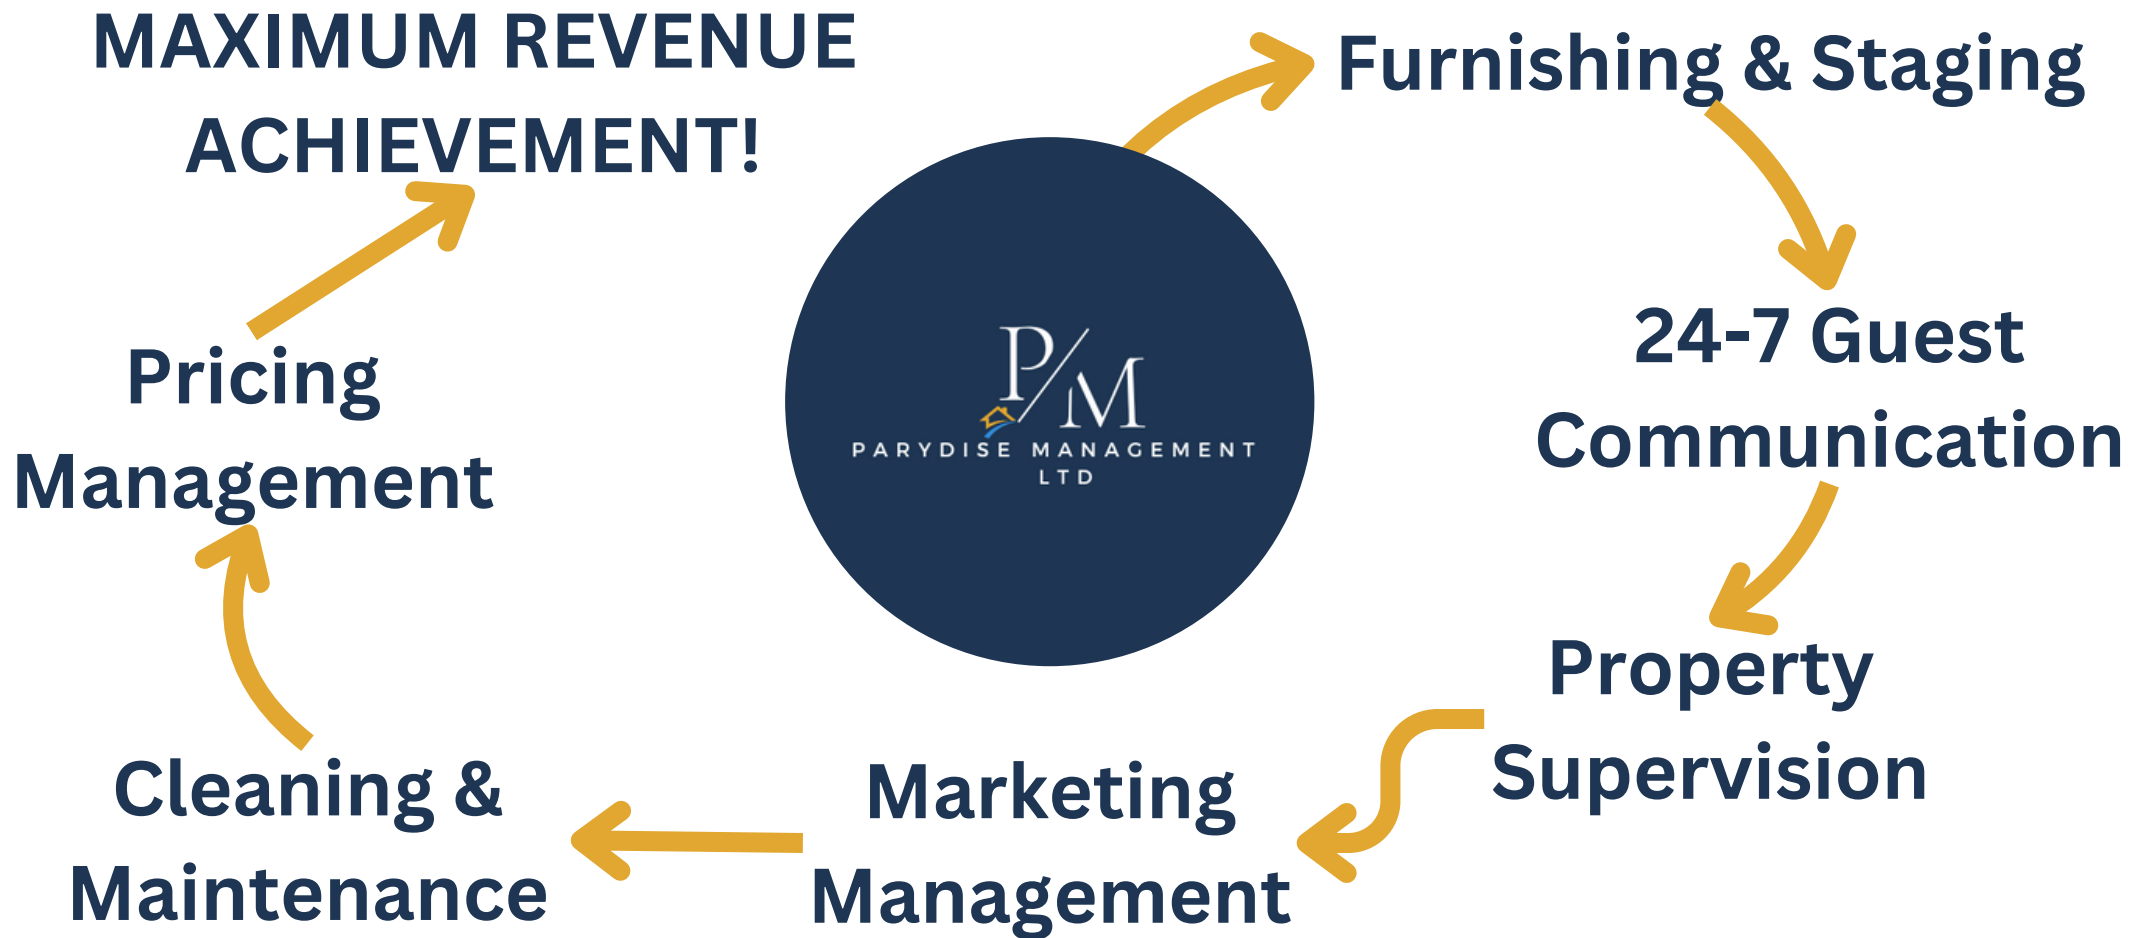 MAXIMUM REVENUE
ACHIEVEMENT!
Furnishing & Staging
24-7 Guest
Communication
Property
Supervision
Marketing
Management
Cleaning &
Maintenance
Pricing
Management
P/M
PARYDISE MANAGEMENT
LTD